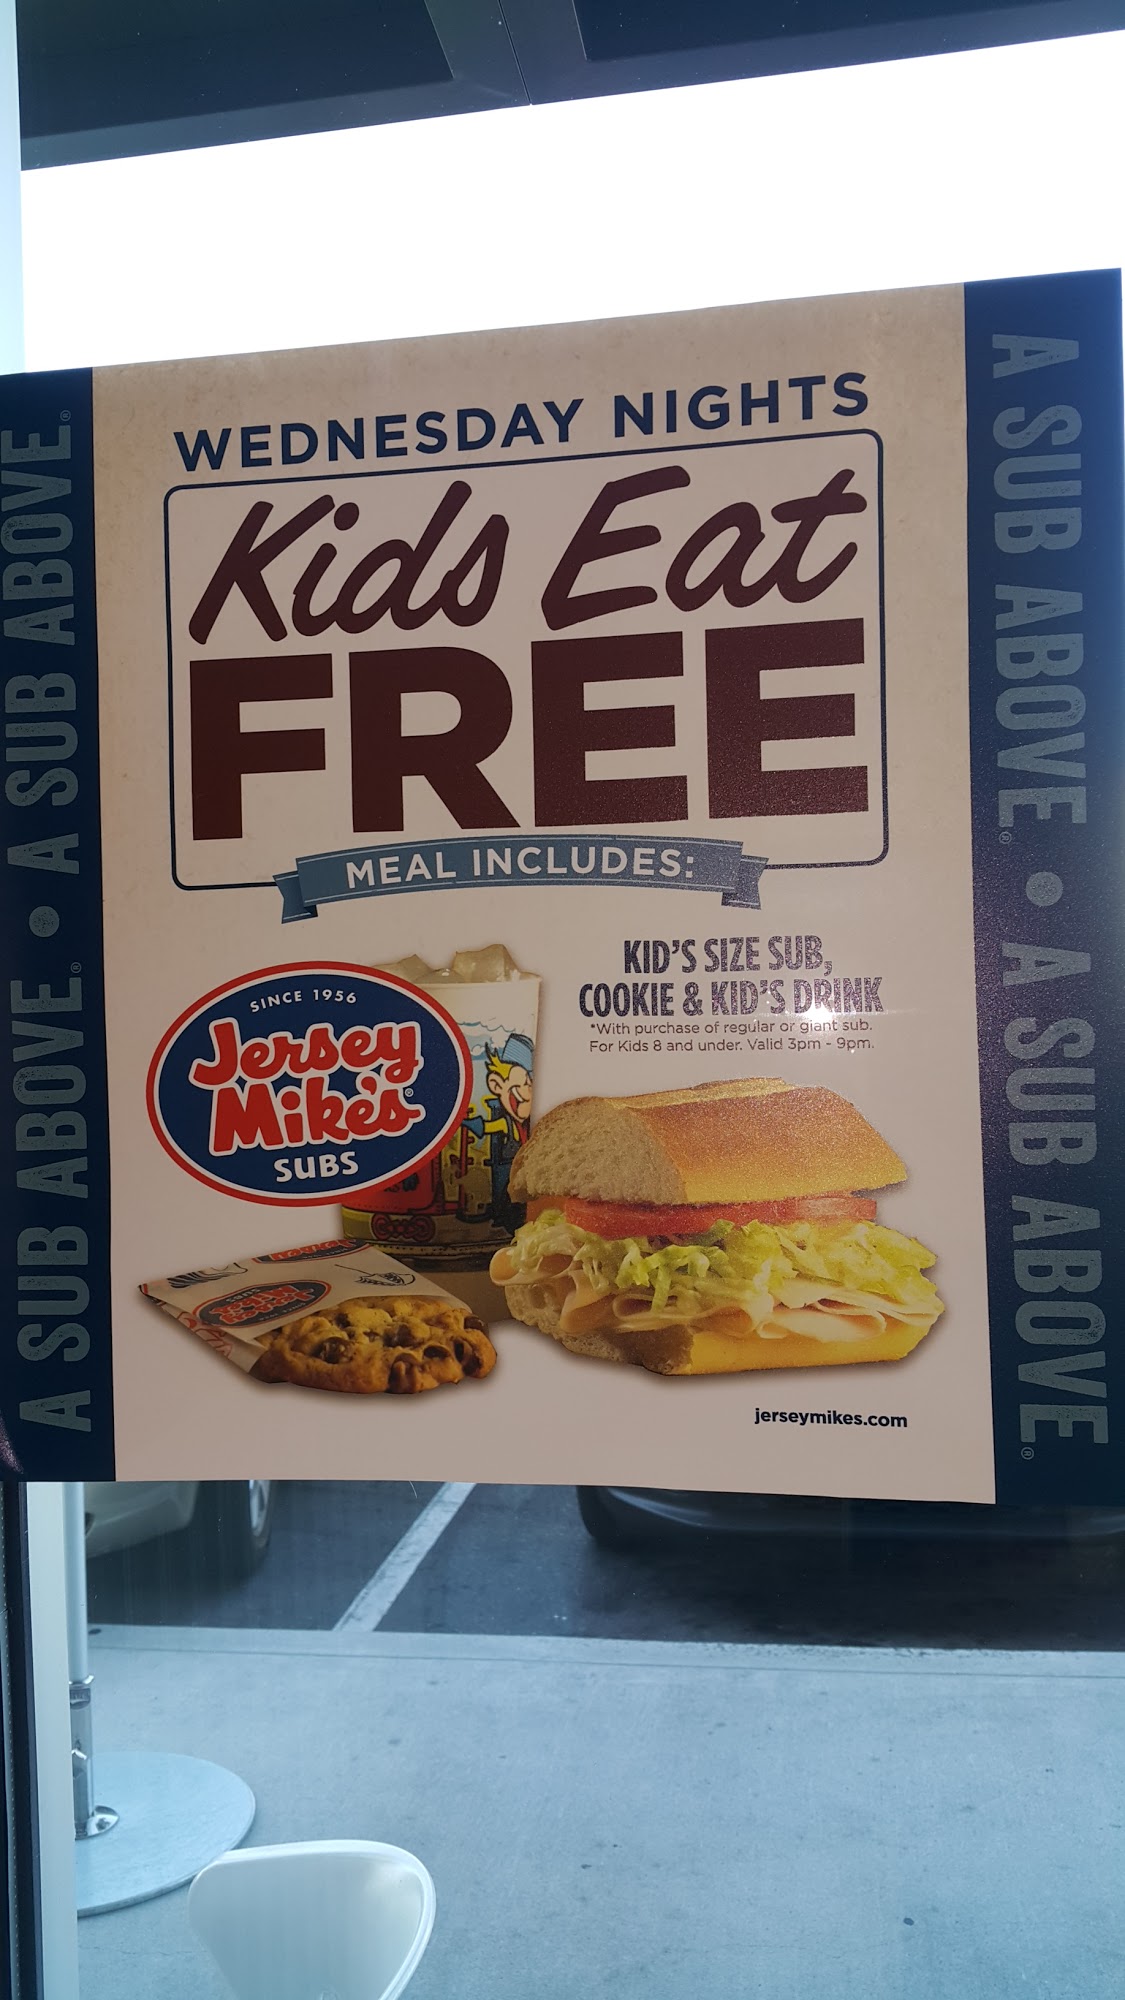 WEDNESDAY NIGHTS
Kids Eat
FREE
MEAL INCLUDES:
KID'S SIZE SUB,
COOKIE & KID'S DRINK
*With purchase of regular or giant sub.
For Kids 8 and under. Valid 3pm - 9pm.
SINCE 1956
Jersey
Mike's®
SUBS
jerseymikes.com
A SUB ABOVE® • A SUB ABOVE®
A SUB ABOVE® • A SUB ABOVE®